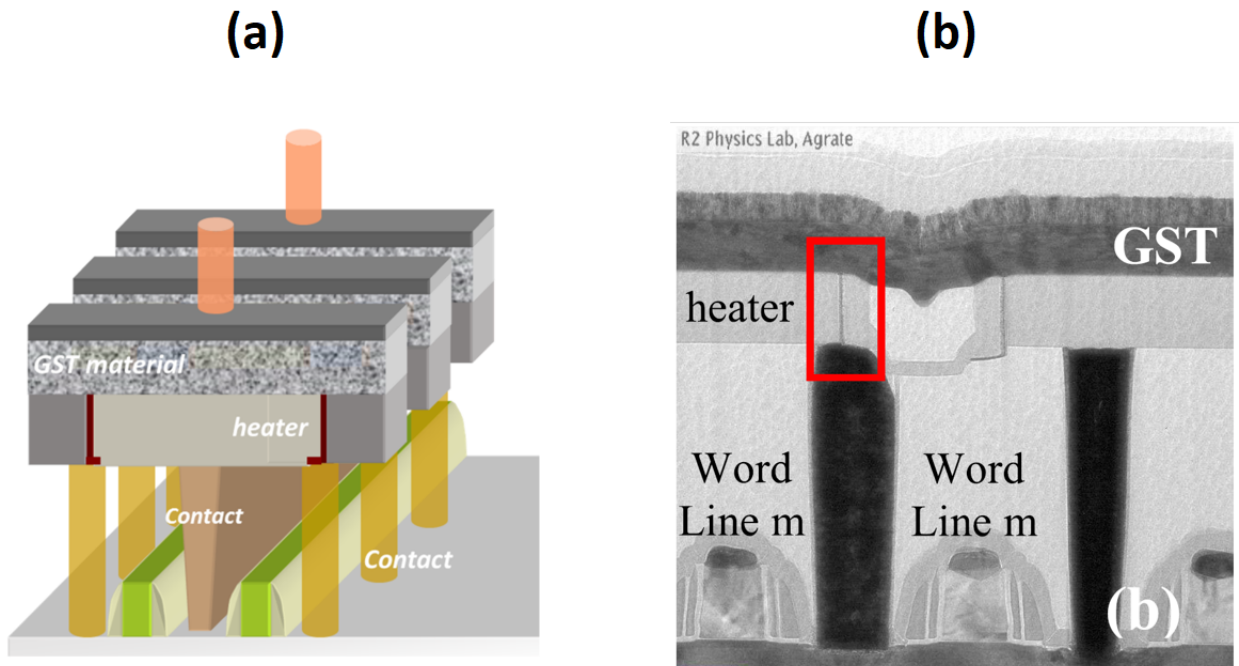 (a)
(b)
R2 Physics Lab, Agrate
GST
GST material
heater
heater
Contact
Contact
Word
Line m
Word
Line m
(b)